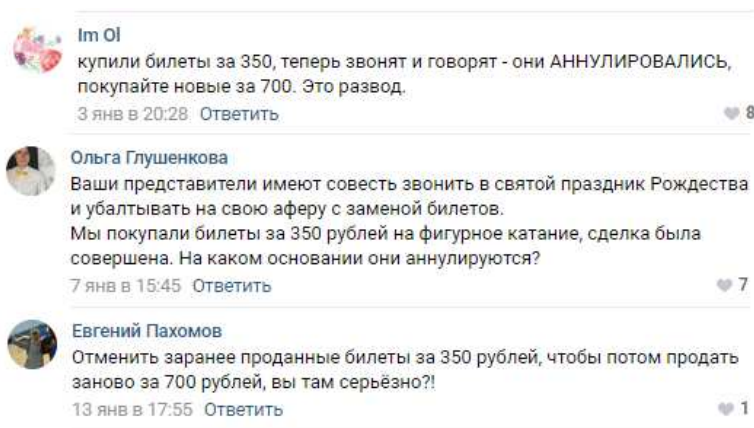 Im Ol
купили билеты за 350, теперь звонят и говорят - они АННУЛИРОВАЛИСЬ,
покупайте новые за 700. Это развод.
3 янв в 20:28 Ответить 8
Ольга Глушенкова
Ваши представители имеют совесть звонить в святой праздник Рождества
и убалтывать на свою аферу с заменой билетов.
Мы покупали билеты за 350 рублей на фигурное катание, сделка была
совершена. На каком основании они аннулируются?
7 янв в 15:45 Ответить 7
Евгений Пахомов
Отменить заранее проданные билеты за 350 рублей, чтобы потом продать
заново за 700 рублей, вы там серьёзно?!
13 янв в 17:55 Ответить 1